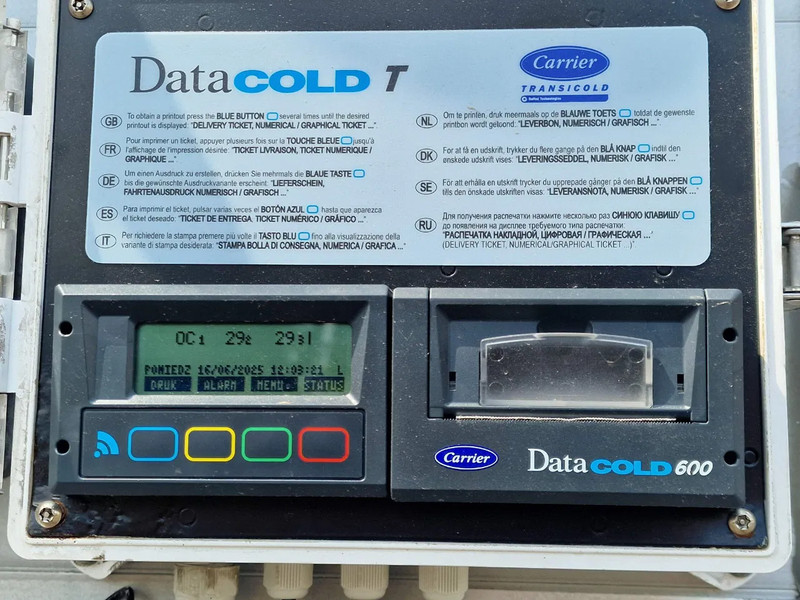 DataCOLD T
Carrier
TRANSICOLD
GB To obtain a printout press the BLUE BUTTON several times until the desired
printout is displayed: "DELIVERY TICKET, NUMERICAL / GRAPHICAL TICKET ...".
FR Pour imprimer un ticket, appuyer plusieurs fois sur la TOUCHE BLEUE jusqu'à
l'affichage de l'impression désirée: "TICKET LIVRAISON, TICKET NUMERIQUE /
GRAPHIQUE ..."
DE Um einen Ausdruck zu erstellen, drücken Sie mehrmals die BLAUE TASTE
bis die gewünschte Ausdruckvariante erscheint: "LIEFERSCHEIN,
FAHRTENAUSDRUCK NUMERISCH / GRAFISCH ..."
ES Para imprimir el ticket, pulsar varias veces el BOTÓN AZUL hasta que aparezca
el ticket deseado: "TICKET DE ENTREGA, TICKET NUMÉRICO / GRÁFICO ..."
IT Per richiedere la stampa premere più volte il TASTO BLU fino alla visualizzazione della
variante di stampa desiderata: "STAMPA BOLLA DI CONSEGNA, NUMERICA / GRAFICA ..."
NL Om te printen, druk meermaals op de BLAUWE TOETS totdat de gewenste
printbon wordt getoond: "LEVERBON, NUMERISCH / GRAFISCH ..."
DK For at få en udskrift, trykker du flere gange på den BLÅ KNAP indtil den
ønskede udskrift vises: "LEVERINGSSEDDEL, NUMERISK / GRAFISK ..."
SE För att erhålla en utskrift trycker du upprepade gånger på den BLÅ KNAPPEN
tills den önskade utskriften visas: "LEVERANSNOTA, NUMERISK / GRAFISK ..."
RU Для получения распечатки нажмите несколько раз СИНЮЮ КЛАВИШУ
до появления на дисплее требуемого типа распечатки:
"РАСПЕЧАТКА НАКЛАДНОЙ, ЦИФРОВАЯ / ГРАФИЧЕСКАЯ ..."
(DELIVERY TICKET, NUMERICAL/GRAPHICAL TICKET ...)
OC1 292 293
PONIEDZ 16/06/2025 12:03:21 L
DRUK ALARM MENU STATUS
Carrier
DataCOLD 600